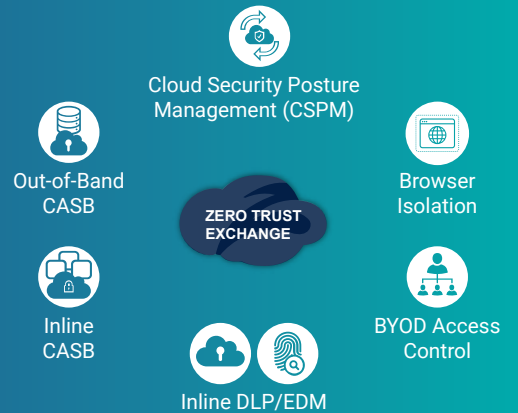 Cloud Security Posture
Management (CSPM)
Out-of-Band
CASB
Browser
Isolation
ZERO TRUST
EXCHANGE
Inline
CASB
BYOD Access
Control
Inline DLP/EDM